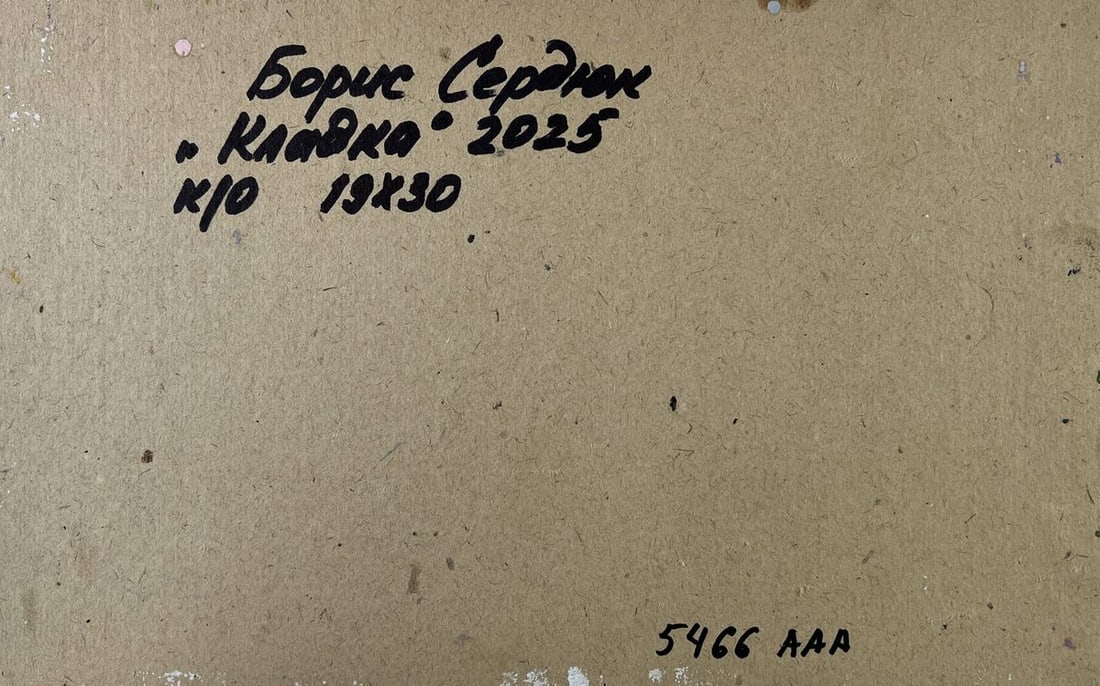 Борис Сердюк
„Кладка" 2025
к/о 19х30
5466 ААА